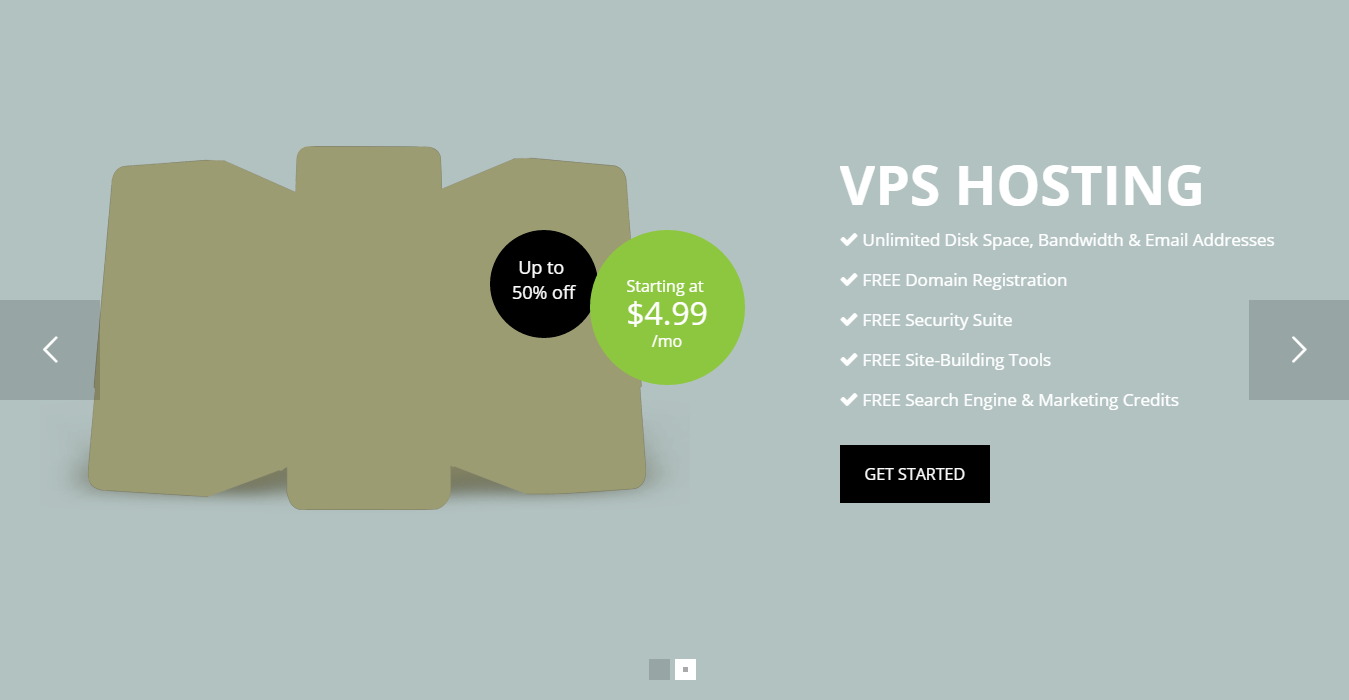 Up to
50% off
Starting at
$4.99
/mo
VPS HOSTING
Unlimited Disk Space, Bandwidth & Email Addresses
FREE Domain Registration
FREE Security Suite
FREE Site-Building Tools
FREE Search Engine & Marketing Credits
GET STARTED